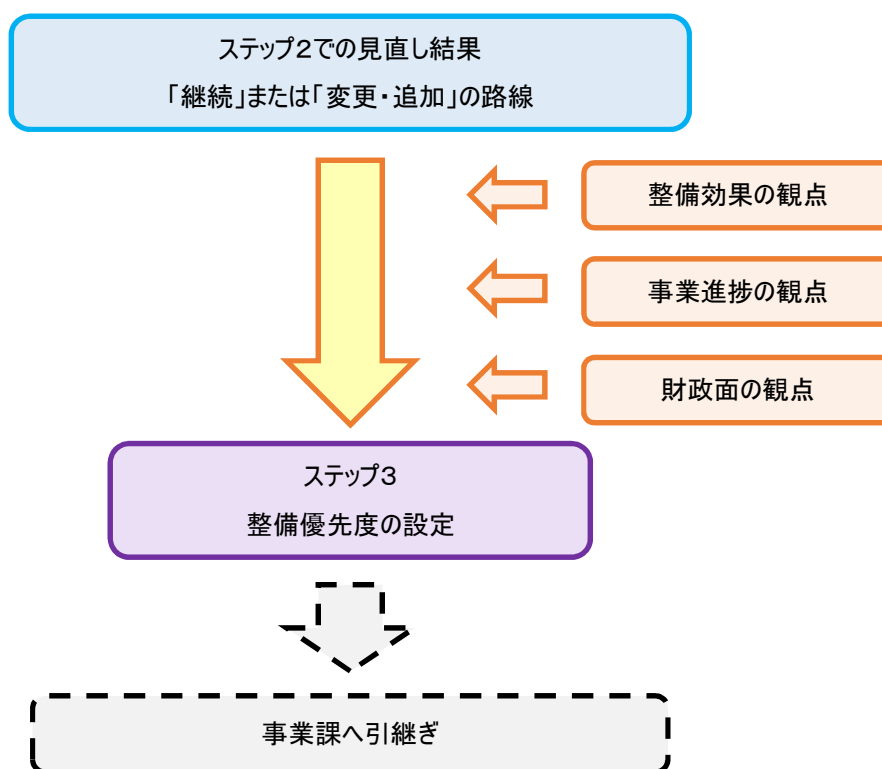 ステップ2での見直し結果
「継続」または「変更・追加」の路線
整備効果の観点
事業進捗の観点
財政面の観点
ステップ3
整備優先度の設定
事業課へ引継ぎ